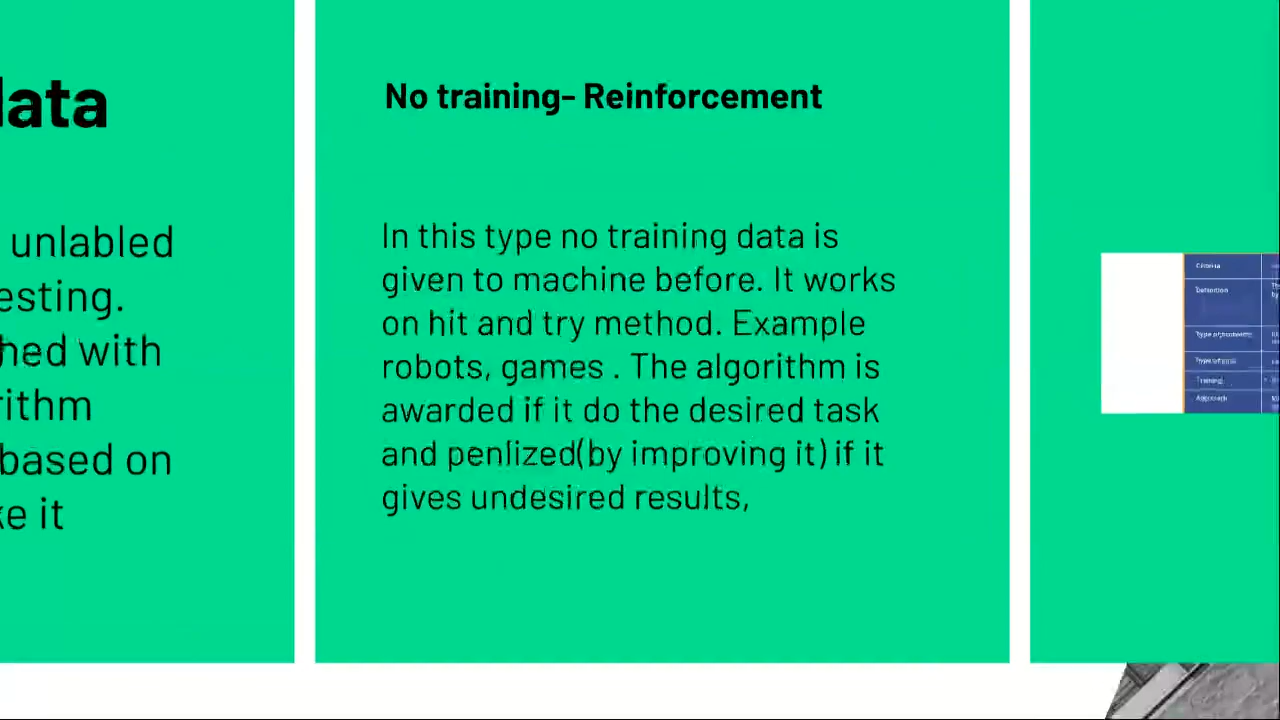 data
unlabled
esting.
hed with
rithm
based on
ke it
No training- Reinforcement
In this type no training data is
given to machine before. It works
on hit and try method. Example
robots, games . The algorithm is
awarded if it do the desired task
and penlized(by improving it) if it
gives undesired results,
Criteria
Definition
Training
Approach